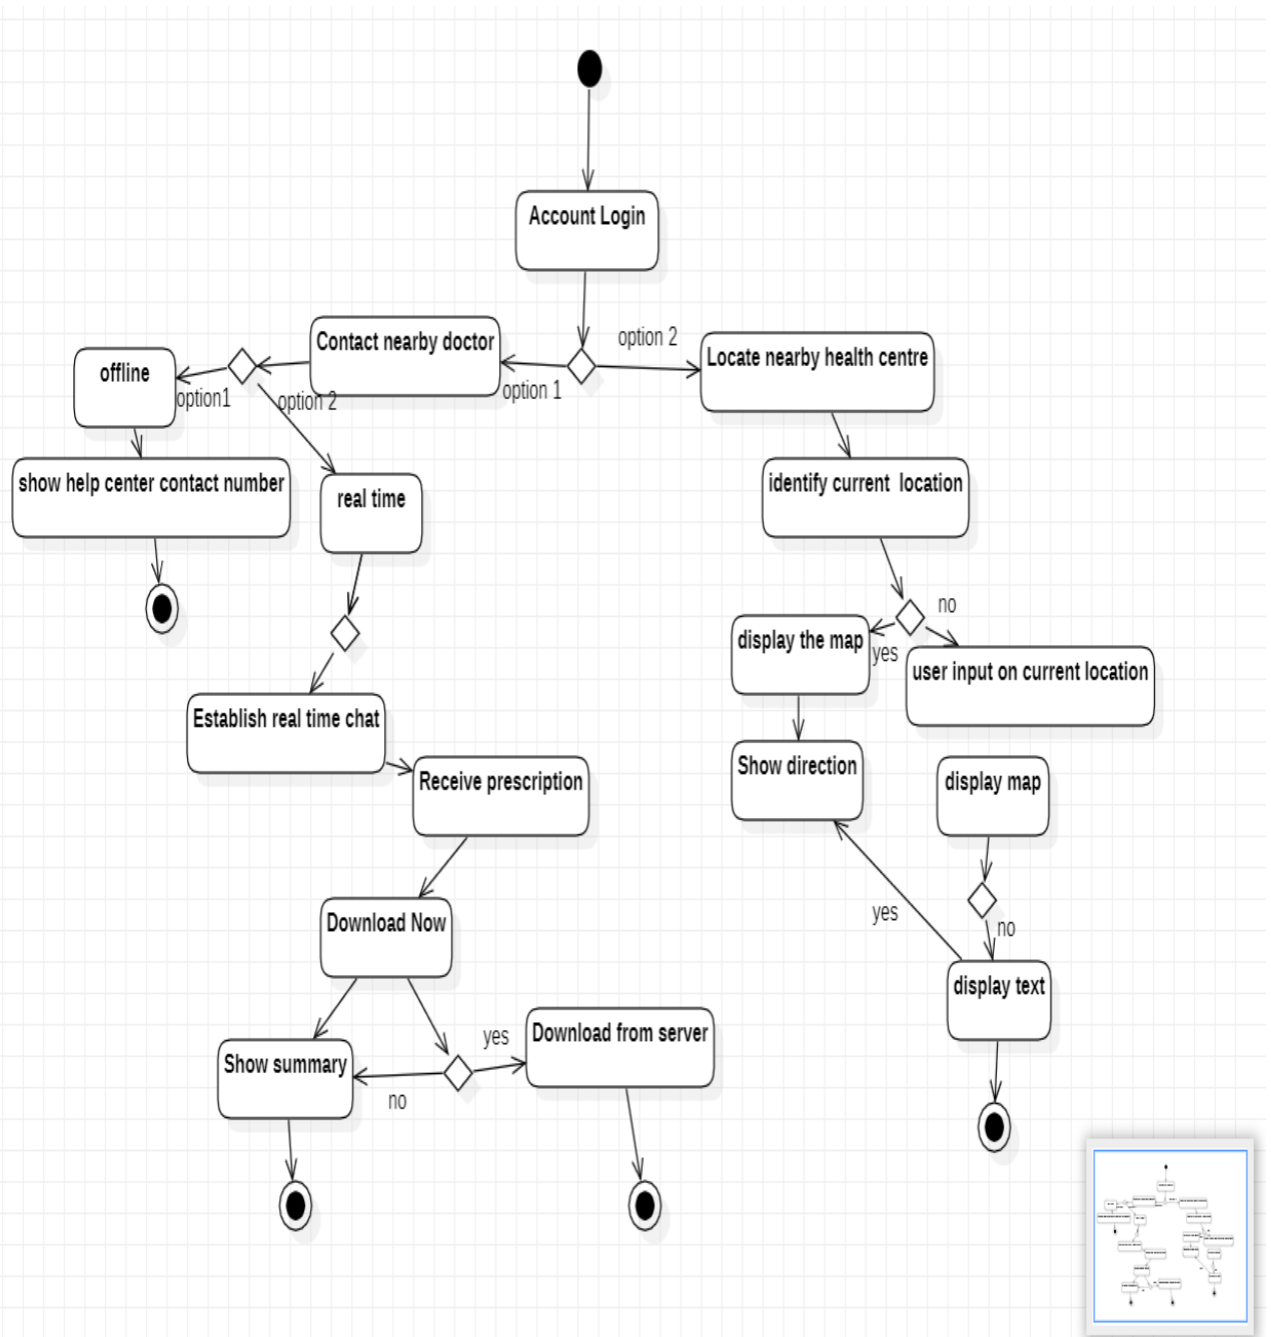 Account Login
option 2
Contact nearby doctor
Locate nearby health centre
offline
option 1
option1
option 2
show help center contact number
identify current  location
real time
no
display the map
yes
user input on current location
Establish real time chat
Show direction
Receive prescription
display map
yes
Download Now
no
display text
yes
Download from server
Show summary
no